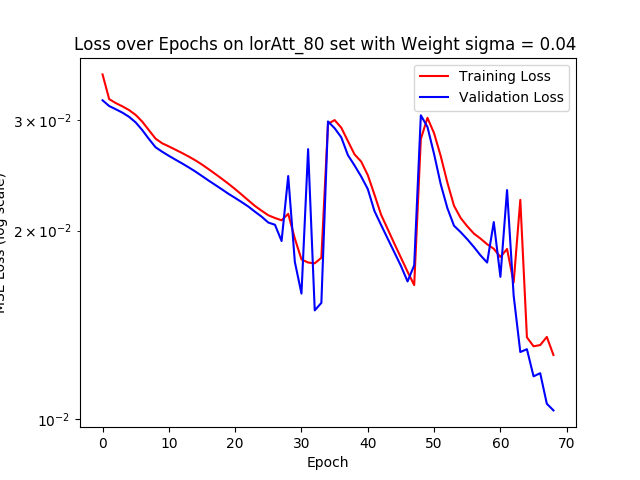 Loss over Epochs on lorAtt_80 set with Weight sigma = 0.04
Training Loss
Validation Loss
3 × 10⁻²
2 × 10⁻²
10⁻²
MSE Loss (log scale)
0 10 20 30 40 50 60 70
Epoch